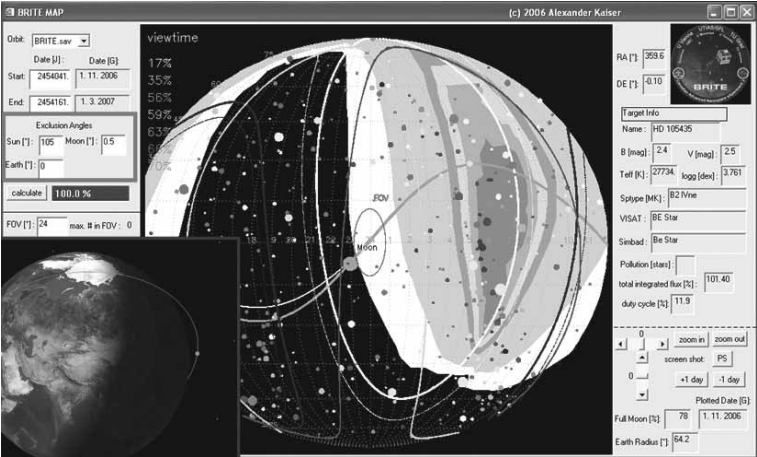 BRITE MAP
(c) 2006 Alexander Kaiser
Orbit: BRITE.sav
Date [J]: Date [G]:
Start: 2454041. 1. 11. 2006
End: 2454161. 1. 3. 2007
Exclusion Angles
Sun [°]: 105 Moon [°]: 0.5
Earth [°]: 0
calculate 100.0 %
FOV [°]: 24 max. # in FOV : 0
viewtime
17%
35%
56%
59%
63%
FOV
Moon
RA [°]: 359.6
DE [°]: -0.10
BRITE
Target Info
Name : HD 105435
B [mag] : 2.4 V [mag] : 2.5
Teff [K] : 27734. logg [dex] : 3.761
Sptype [MK] : B2 IVne
VISAT : BE Star
Simbad : Be Star
Pollution [stars] :
total integrated flux [%] : 101.40
duty cycle [%]: 11.9
0
zoom in zoom out
screen shot: PS
0
+1 day -1 day
Plotted Date [G]:
Full Moon [%]: 78 1. 11. 2006
Earth Radius [°]: 64.2